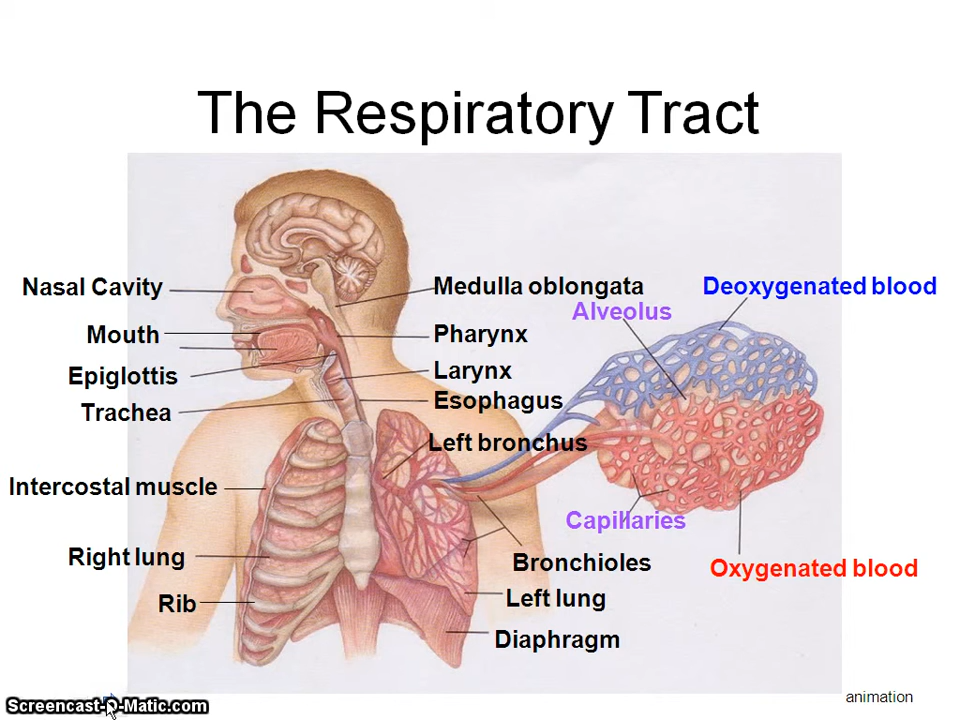 The Respiratory Tract
Nasal Cavity
Mouth
Epiglottis
Trachea
Intercostal muscle
Right lung
Rib
Medulla oblongata
Pharynx
Larynx
Esophagus
Left bronchus
Bronchioles
Left lung
Diaphragm
Alveolus
Capillaries
Deoxygenated blood
Oxygenated blood
Screencast-O-Matic.com
animation